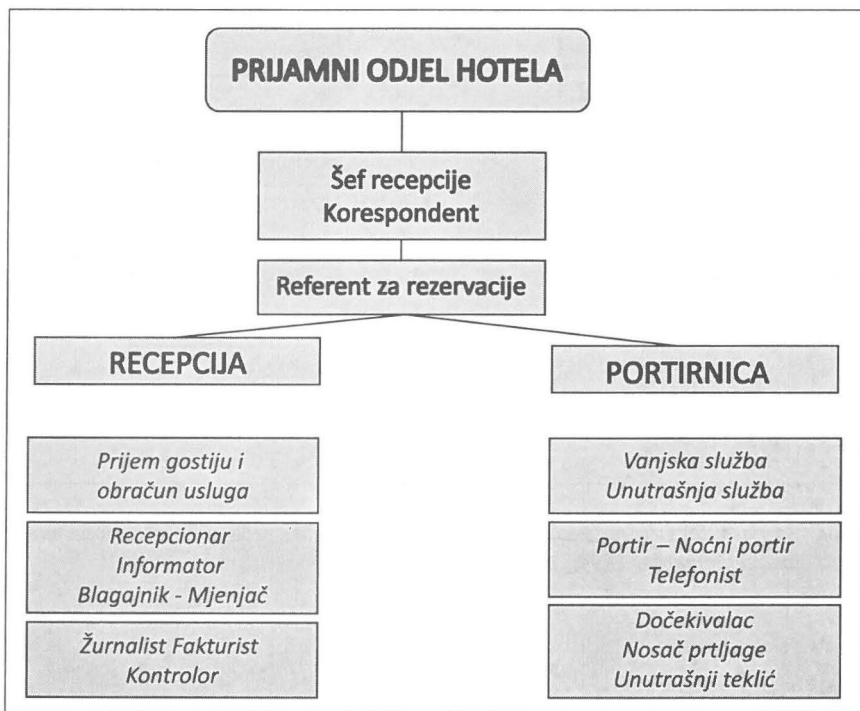 PRIJAMNI ODJEL HOTELA
Šef recepcije
Korespondent
Referent za rezervacije
RECEPCIJA
Prijem gostiju i
obračun usluga
Recepcionar
Informator
Blagajnik - Mjenjač
Žurnalist Fakturist
Kontrolor
PORTIRNICA
Vanjska služba
Unutrašnja služba
Portir – Noćni portir
Telefonist
Dočekivalac
Nosač prtljage
Unutrašnji teklić